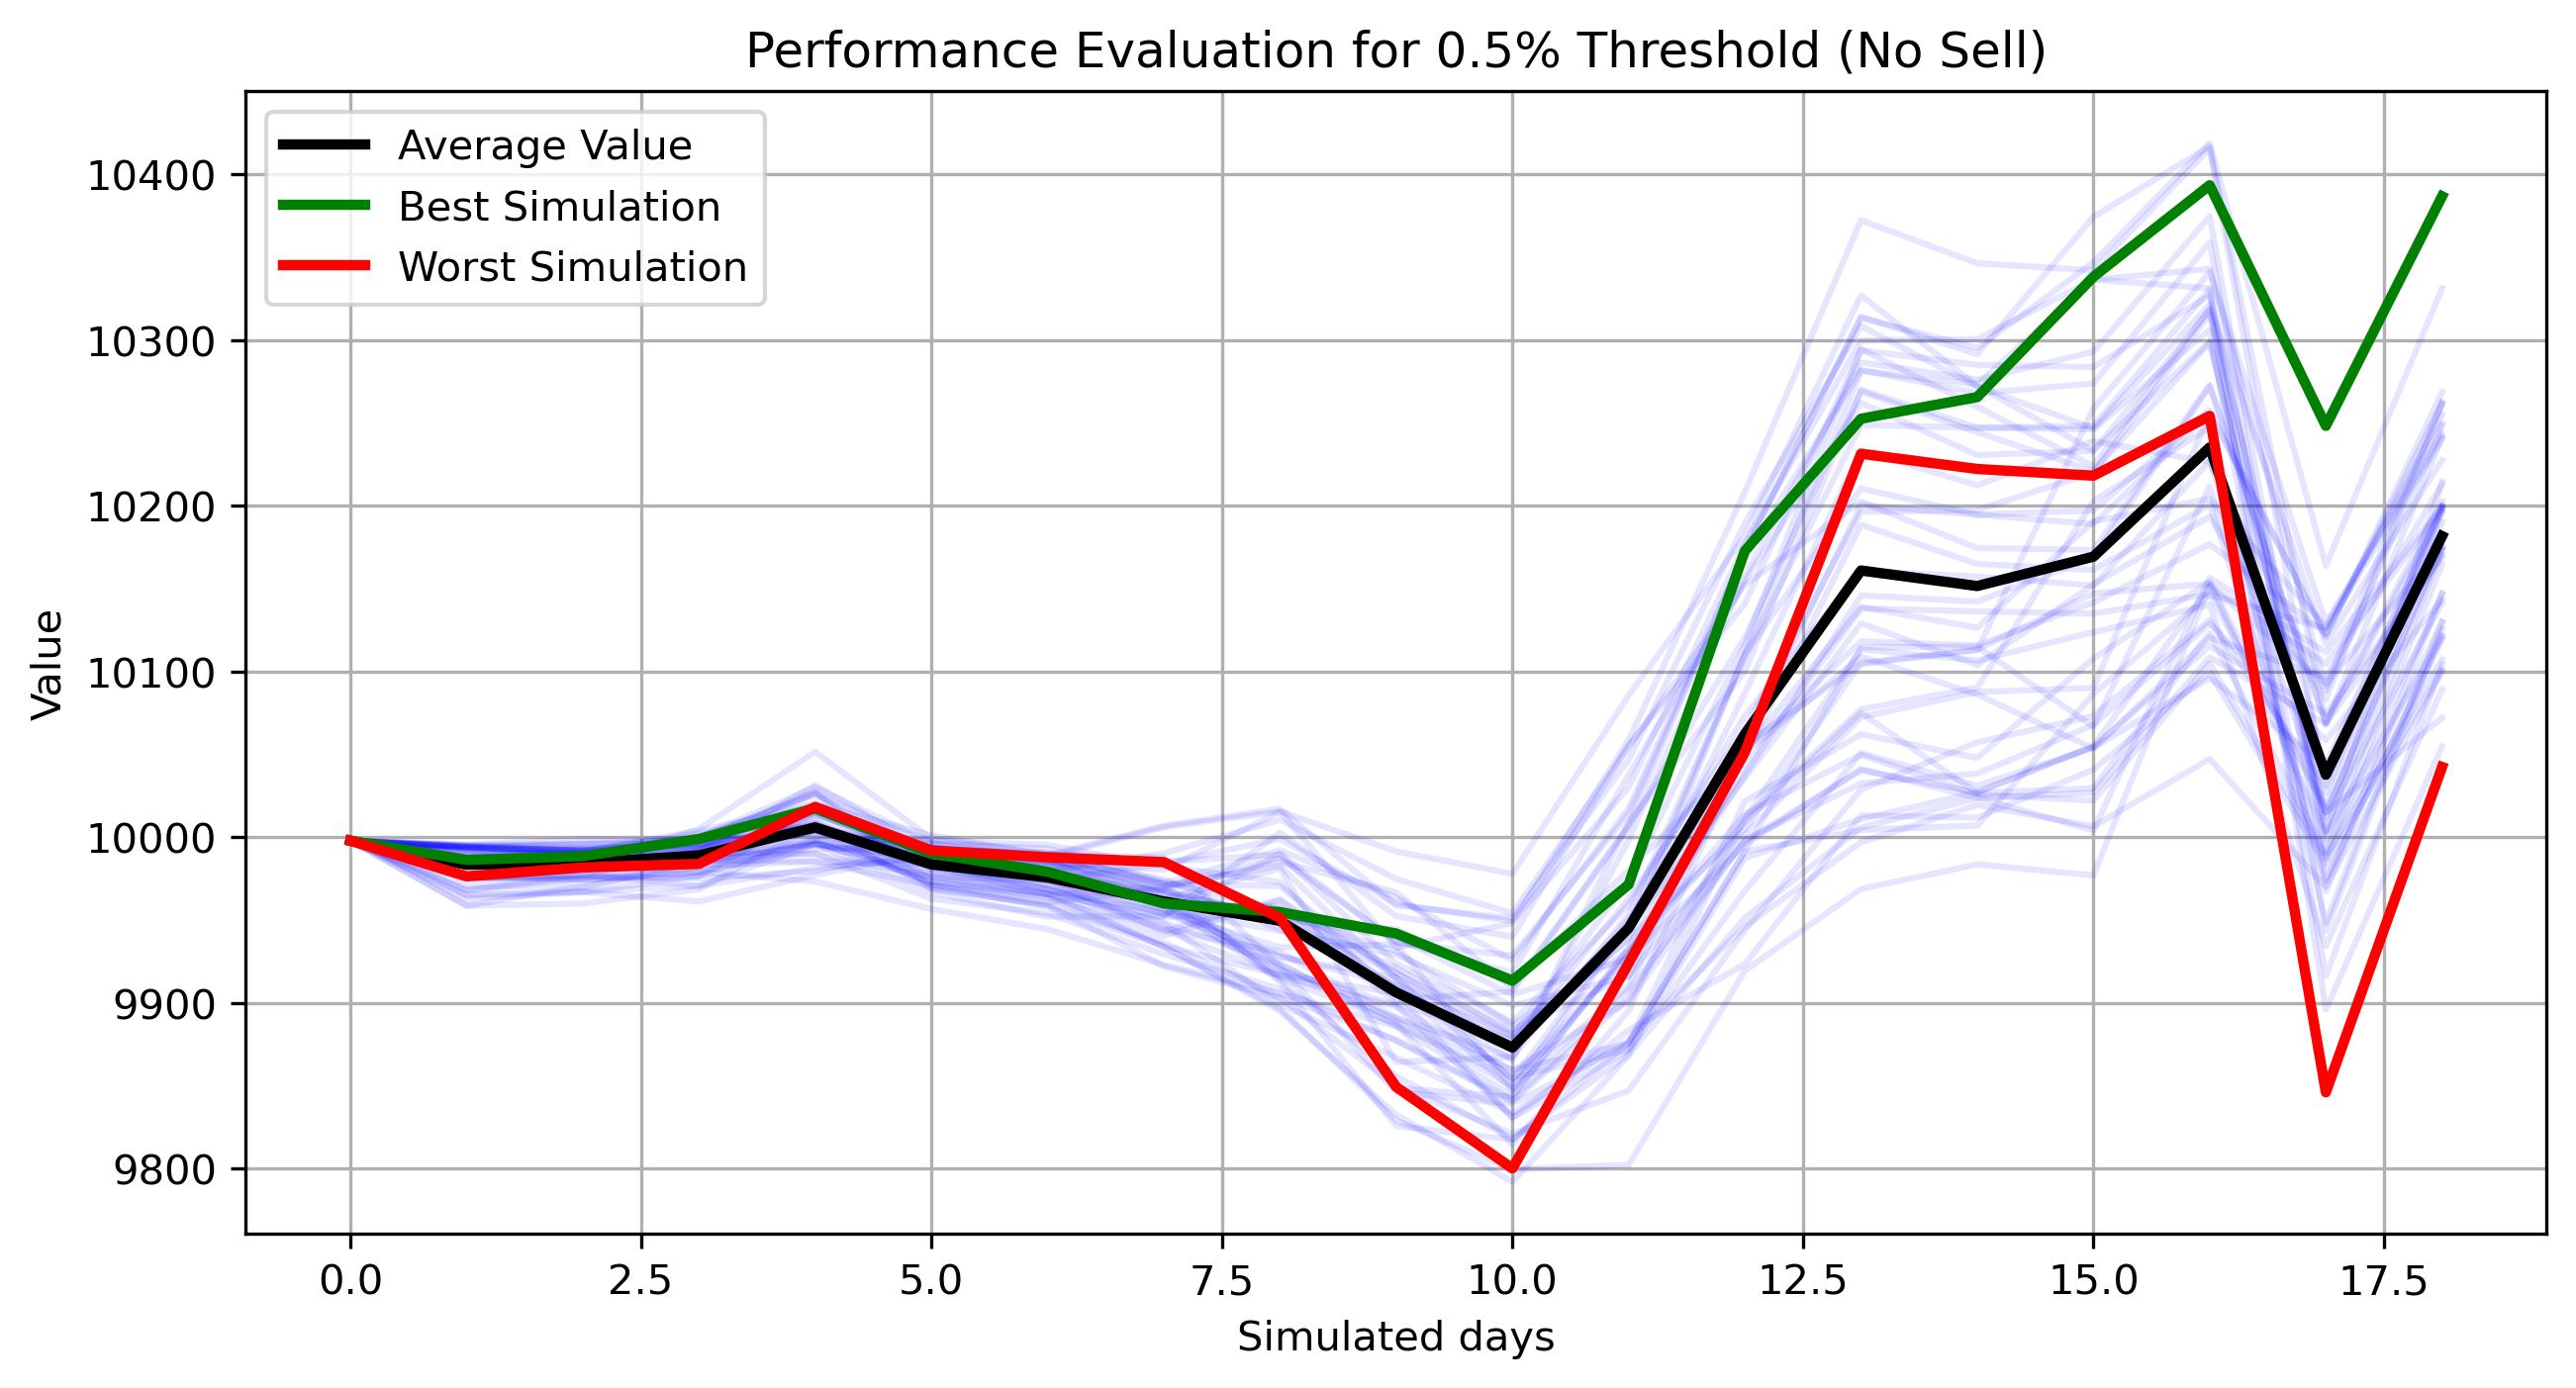 Performance Evaluation for 0.5% Threshold (No Sell)
Average Value
Best Simulation
Worst Simulation
10400
10300
10200
10100
10000
9900
9800
Value
0.0 2.5 5.0 7.5 10.0 12.5 15.0 17.5
Simulated days